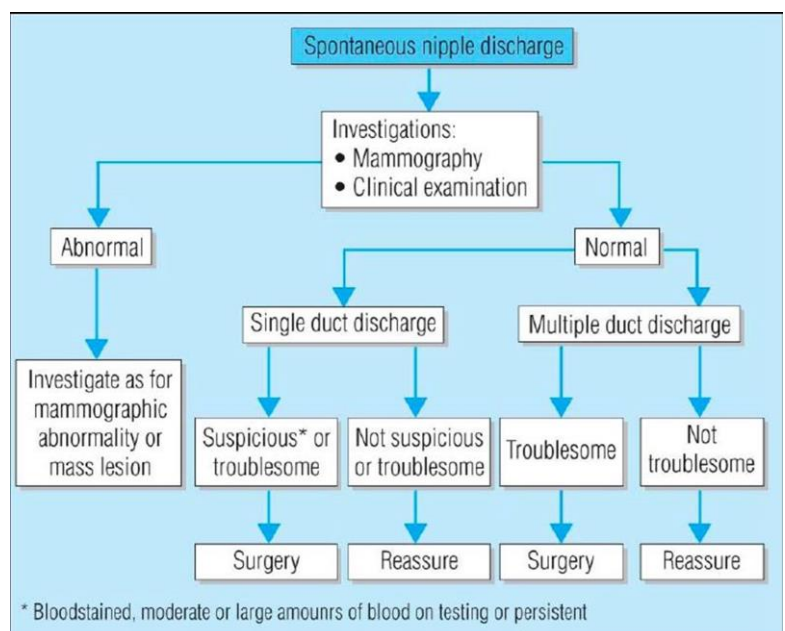 Spontaneous nipple discharge
Investigations:
• Mammography
• Clinical examination
Abnormal
Normal
Single duct discharge
Multiple duct discharge
Investigate as for
mammographic
abnormality or
mass lesion
Suspicious* or
troublesome
Not suspicious
or troublesome
Troublesome
Not
troublesome
Surgery
Reassure
Surgery
Reassure
* Bloodstained, moderate or large amounrs of blood on testing or persistent